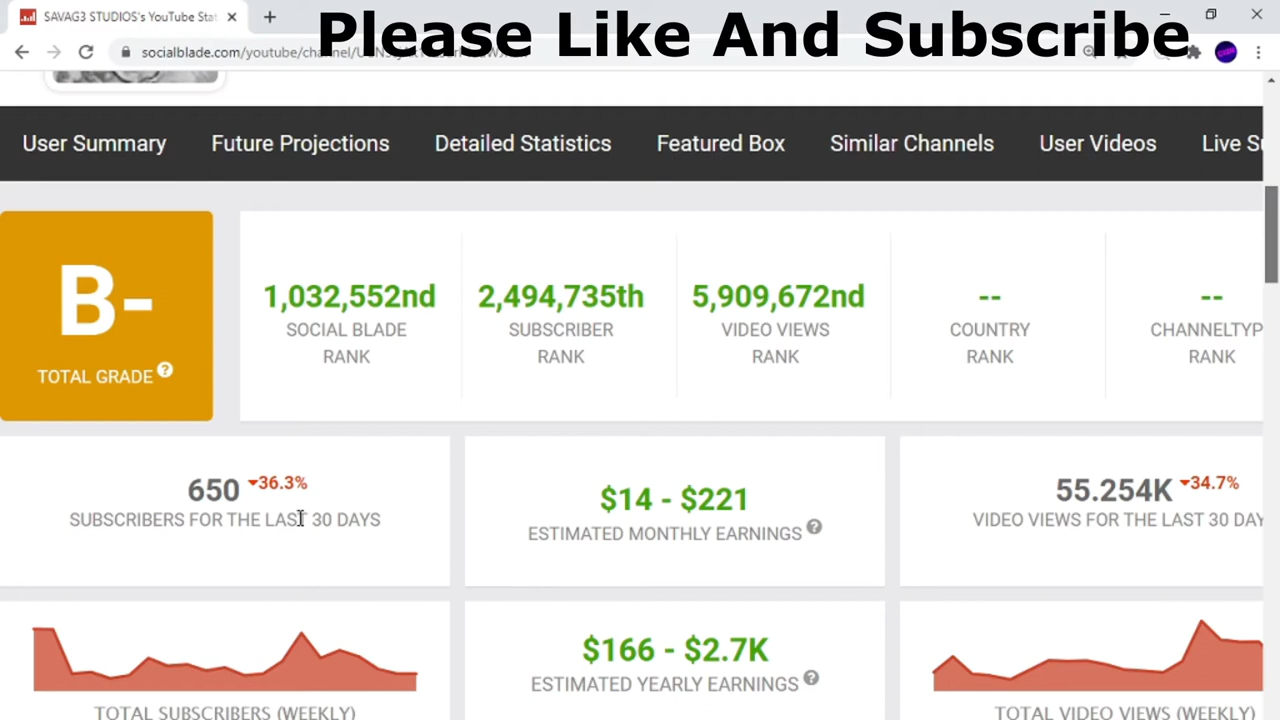 SAVAG3 STUDIOS's YouTube Stat
Please Like And Subscribe
socialblade.com/youtube/channel/
User Summary
Future Projections
Detailed Statistics
Featured Box
Similar Channels
User Videos
Live Su
B-
TOTAL GRADE ?
1,032,552nd
SOCIAL BLADE
RANK
2,494,735th
SUBSCRIBER
RANK
5,909,672nd
VIDEO VIEWS
RANK
--
COUNTRY
RANK
--
CHANNELTYP
RANK
650 36.3%
SUBSCRIBERS FOR THE LAST 30 DAYS
$14 - $221
ESTIMATED MONTHLY EARNINGS ?
55.254K 34.7%
VIDEO VIEWS FOR THE LAST 30 DAY
TOTAL SUBSCRIBERS (WEEKLY)
$166 - $2.7K
ESTIMATED YEARLY EARNINGS ?
TOTAL VIDEO VIEWS (WEEKLY)